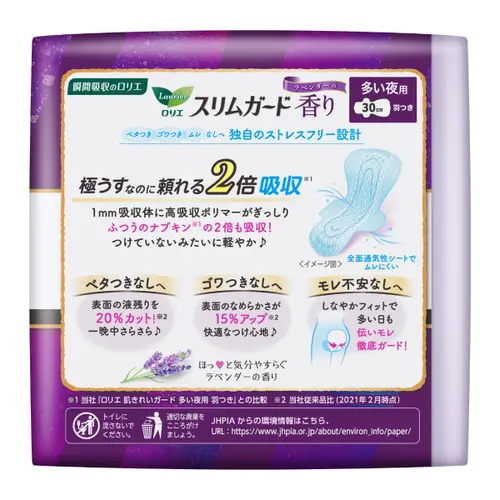 瞬間吸収のロリエ
Laurier
ロリエ
スリムガード
ラベンダーの
香り
多い夜用
30cm 羽つき
ベタつき ゴワつき ムレ なしへ 独自のストレスフリー設計
極うすなのに頼れる2倍吸収※1
1mm吸収体に高吸収ポリマーがぎっしり
ふつうのナプキン※1の2倍も吸収!
つけていないみたいに軽やか♪
全面通気性シートで
ムレにくい
<イメージ図>
ベタつきなしへ
表面の液残りを
20%カット!※2
一晩中さらさら♪
ゴワつきなしへ
表面のなめらかさが
15%アップ※2
快適なつけ心地♪
モレ不安なしへ
しなやかフィットで
多い日も
伝いモレ
徹底ガード!
ほっ♥と気分やすらぐ
ラベンダーの香り
※1 当社「ロリエ 肌きれいガード 多い夜用 羽つき」との比較 ※2 当社従来品比(2021年2月時点)
トイレに
流さないで
ください。
適切な廃棄を
こころがけ
ましょう。
JHPIA からの環境情報はこちら、
URL:https://www.jhpia.or.jp/about/environ_info/paper/